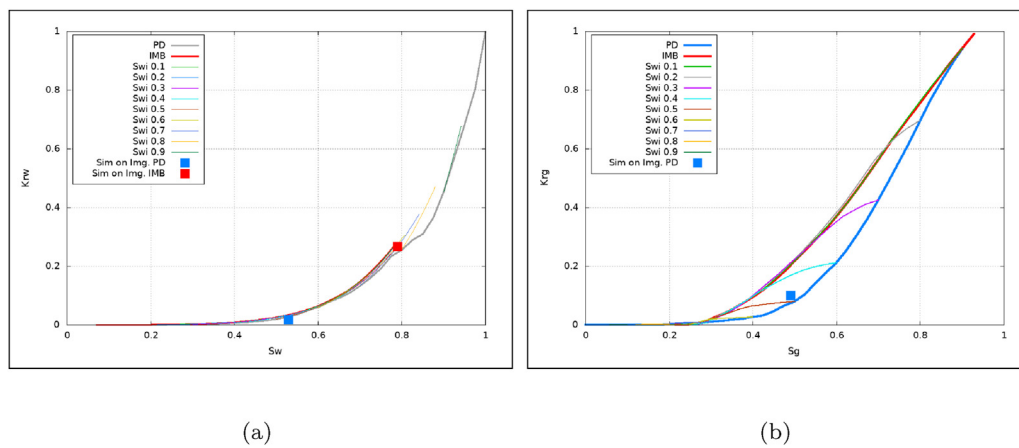 PD
IMB
Swi 0.1
Swi 0.2
Swi 0.3
Swi 0.4
Swi 0.5
Swi 0.6
Swi 0.7
Swi 0.8
Swi 0.9
Sim on Img. PD
Sim on Img. IMB
1
0.8
0.6
0.4
0.2
0
Krw
0
0.2
0.4
0.6
0.8
1
Sw
(a)
PD
IMB
Swi 0.1
Swi 0.2
Swi 0.3
Swi 0.4
Swi 0.5
Swi 0.6
Swi 0.7
Swi 0.8
Swi 0.9
Sim on Img. PD
1
0.8
0.6
0.4
0.2
0
Krg
0
0.2
0.4
0.6
0.8
1
Sg
(b)